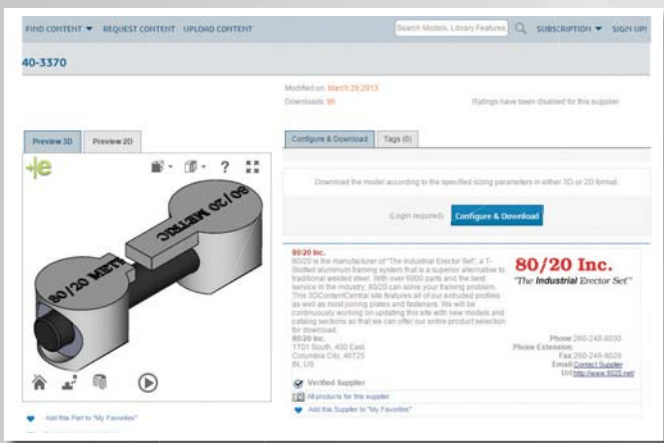 FIND CONTENT REQUEST CONTENT UPLOAD CONTENT
Search Models, Library Features,
SUBSCRIPTION SIGN UP!
40-3370
Modified on: March 29,2013
Downloads: 98
Ratings have been disabled for this supplier
Preview 3D Preview 2D
Configure & Download Tags (0)
Download the model according to the specified sizing parameters in either 3D or 2D format.
(Login required) Configure & Download
80/20 METRIC
80/20 METR
80/20 Inc.
80/20 is the manufacturer of "The Industrial Erector Set", a T-
Slotted aluminum framing system that is a superior alternative to
traditional welded steel. With over 6000 parts and the best
service in the industry, 80/20 can solve your framing problem.
This 3DContentCentral site features all of our extruded profiles
as well as most joining plates and fasteners. We will be
continuously working on updating this site with new models and
catalog sections so that we can offer our entire product selection
for download.
80/20 Inc.
1701 South, 400 East
Columbia City, 46725
IN, US
80/20 Inc.
"The Industrial Erector Set"
Phone:260-248-8030
Phone Extension:
Fax:260-248-8029
Email:Contact Supplier
Url:http://www.8020.net/
Verified Supplier
All products for this supplier
Add this Supplier to "My Favorites"
Add this Part to "My Favorites"